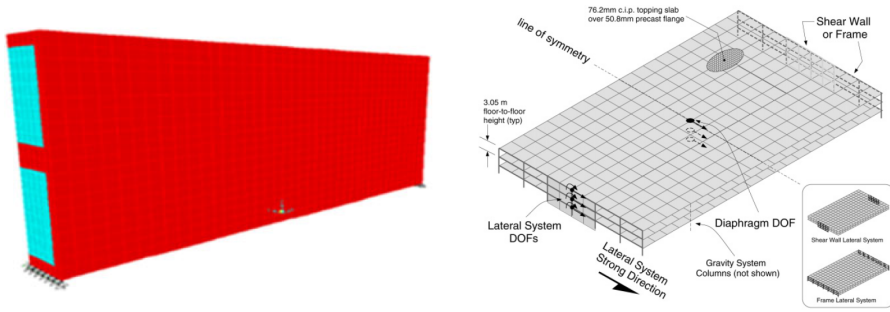 76.2mm c.i.p. topping slab
over 50.8mm precast flange
Shear Wall
or Frame
line of symmetry
3.05 m
floor-to-floor
height (typ)
Lateral System
DOFs
Diaphragm DOF
Lateral System
Strong Direction
Gravity System
Columns (not shown)
Shear Wall Lateral System
Frame Lateral System